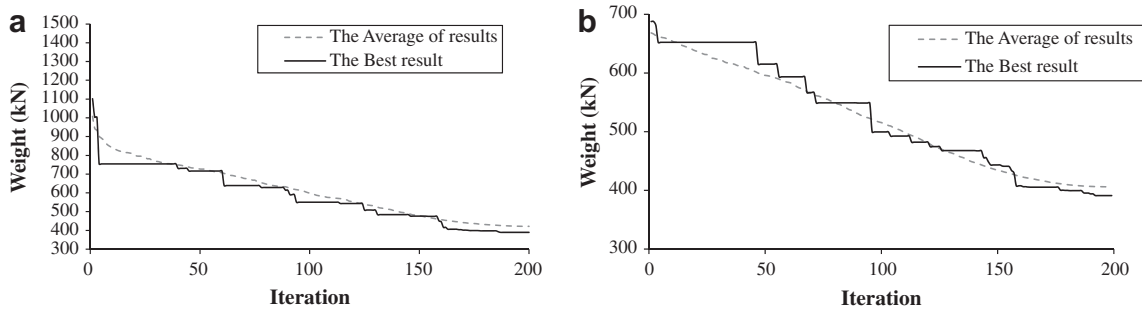 a
1500
1400
1300
1200
1100
1000
900
800
700
600
500
400
300
Weight (kN)
The Average of results
The Best result
0
50
100
150
200
Iteration
b
700
600
500
400
300
Weight (kN)
The Average of results
The Best result
0
50
100
150
200
Iteration